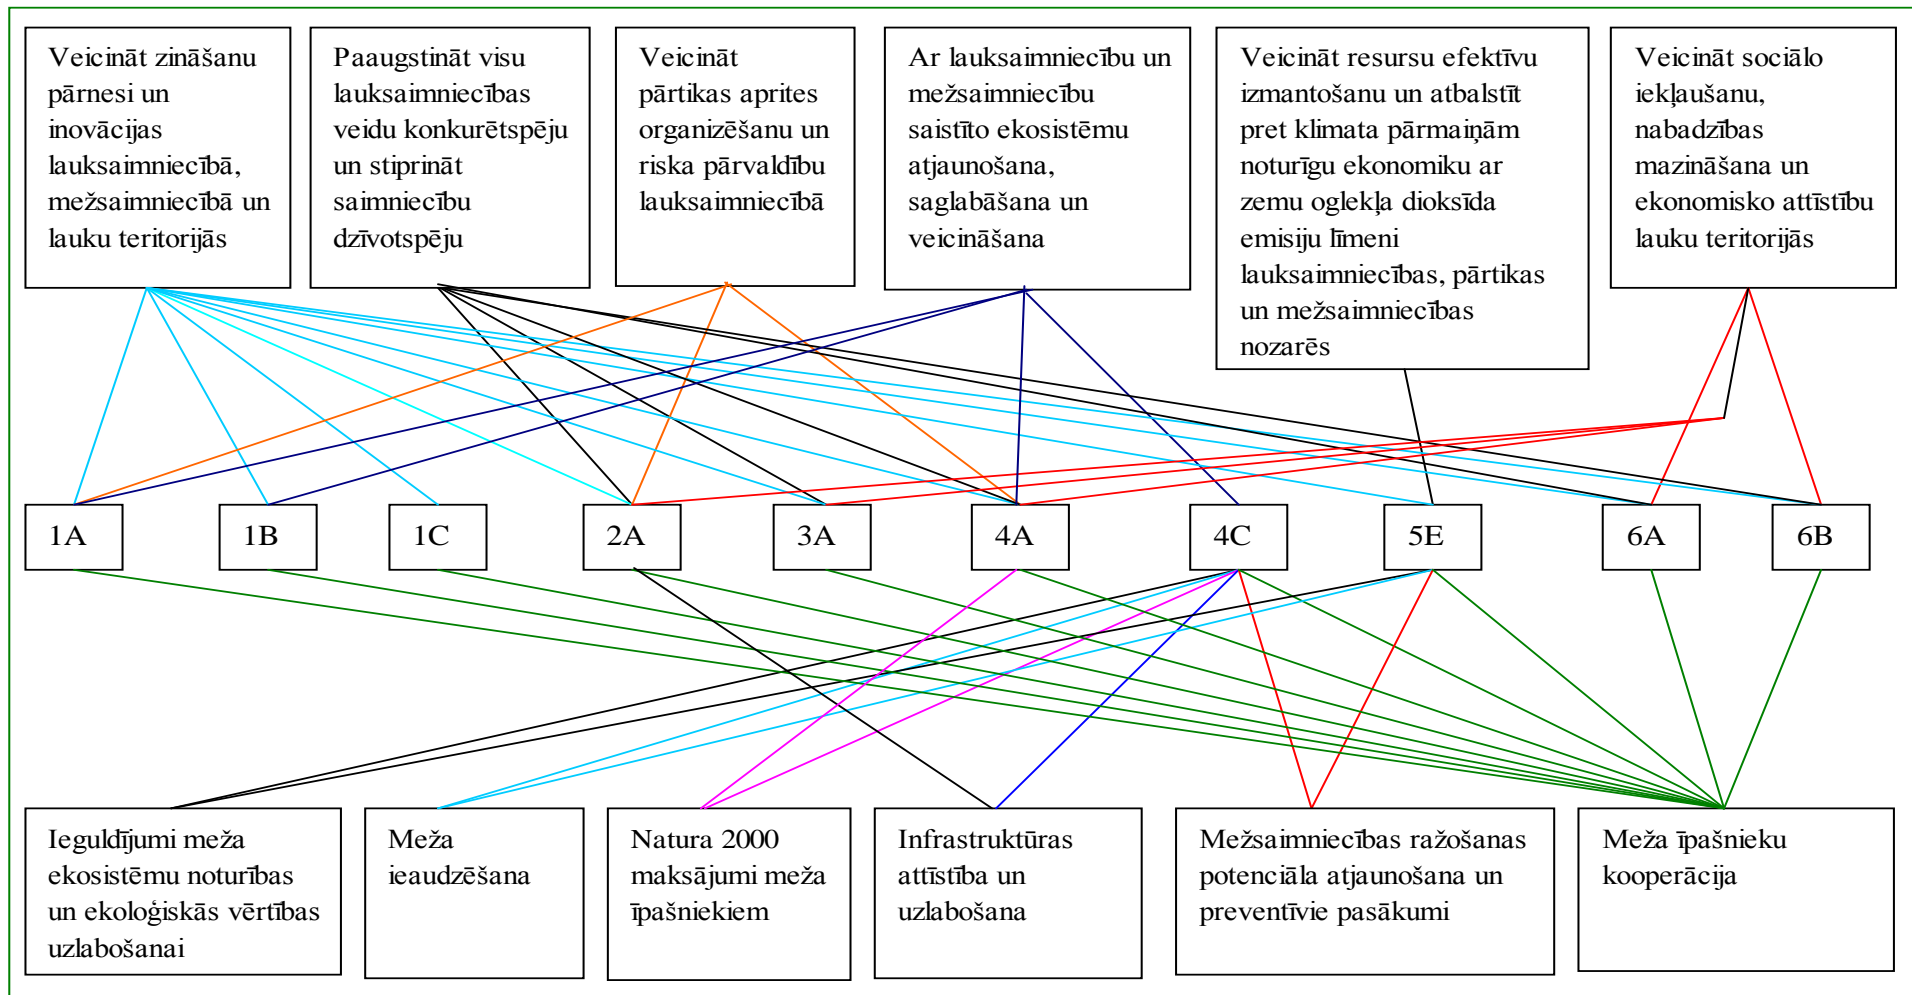 Veicināt zināšanu
pārnesi un
inovācijas
lauksaimniecībā,
mežsaimniecībā un
lauku teritorijās
Paaugstināt visu
lauksaimniecības
veidu konkurētspēju
un stiprināt
saimniecību
dzīvotspēju
Veicināt
pārtikas aprites
organizēšanu un
riska pārvaldību
lauksaimniecībā
Ar lauksaimniecību un
mežsaimniecību
saistīto ekosistēmu
atjaunošana,
saglabāšana un
veicināšana
Veicināt resursu efektīvu
izmantošanu un atbalstīt
pret klimata pārmaiņām
noturīgu ekonomiku ar
zemu oglekļa dioksīda
emisiju līmeni
lauksaimniecības, pārtikas
un mežsaimniecības
nozarēs
Veicināt sociālo
iekļaušanu,
nabadzības
mazināšana un
ekonomisko attīstību
lauku teritorijās
1A
1B
1C
2A
3A
4A
4C
5E
6A
6B
Ieguldījumi meža
ekosistēmu noturības
un ekoloģiskās vērtības
uzlabošanai
Meža
ieaudzēšana
Natura 2000
maksājumi meža
īpašniekiem
Infrastruktūras
attīstība un
uzlabošana
Mežsaimniecības ražošanas
potenciāla atjaunošana un
preventīvie pasākumi
Meža īpašnieku
kooperācija